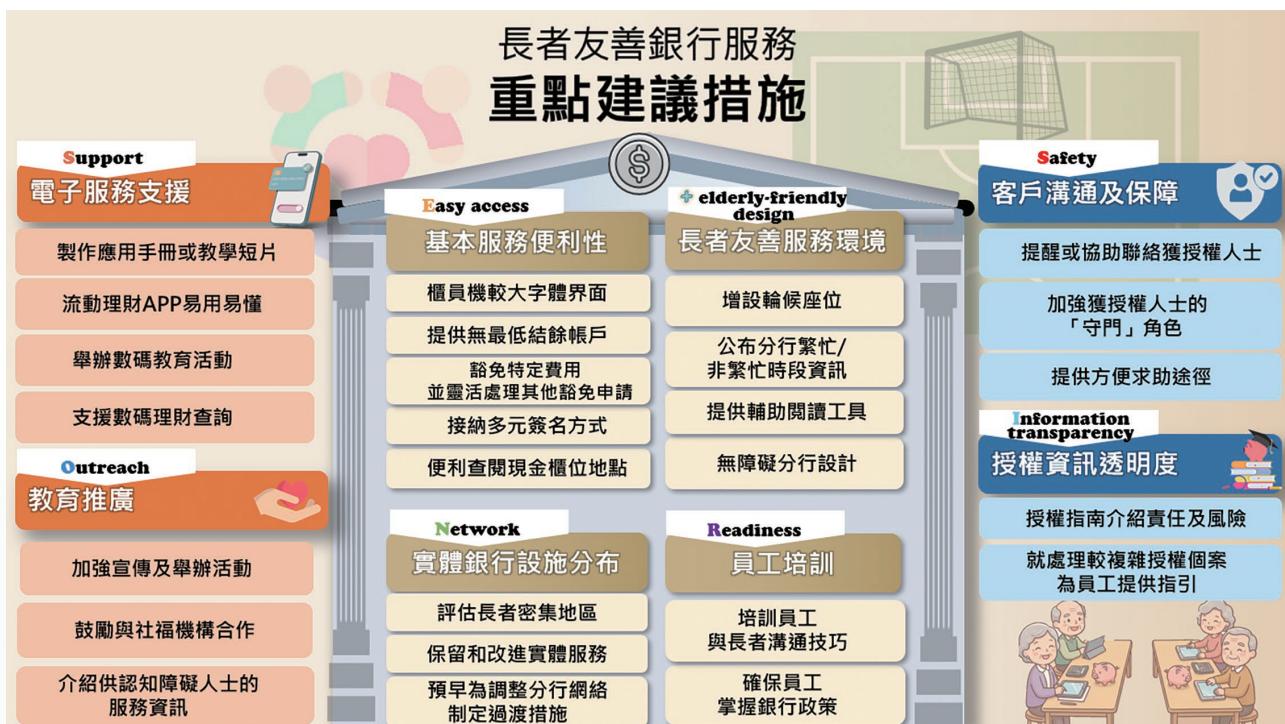 長者友善銀行服務
重點建議措施
$
Support
電子服務支援
製作應用手冊或教學短片
流動理財APP易用易懂
舉辦數碼教育活動
支援數碼理財查詢
Outreach
教育推廣
加強宣傳及舉辦活動
鼓勵與社福機構合作
介紹供認知障礙人士的
服務資訊
Easy access
基本服務便利性
櫃員機較大字體界面
提供無最低結餘帳戶
豁免特定費用
並靈活處理其他豁免申請
接納多元簽名方式
便利查閱現金櫃位地點
+ elderly-friendly
design
長者友善服務環境
增設輪候座位
公布分行繁忙/
非繁忙時段資訊
提供輔助閱讀工具
無障礙分行設計
Network
實體銀行設施分布
評估長者密集地區
保留和改進實體服務
預早為調整分行網絡
制定過渡措施
Readiness
員工培訓
培訓員工
與長者溝通技巧
確保員工
掌握銀行政策
Safety
客戶溝通及保障
提醒或協助聯絡獲授權人士
加強獲授權人士的
「守門」角色
提供方便求助途徑
Information
transparency
授權資訊透明度
授權指南介紹責任及風險
就處理較複雜授權個案
為員工提供指引